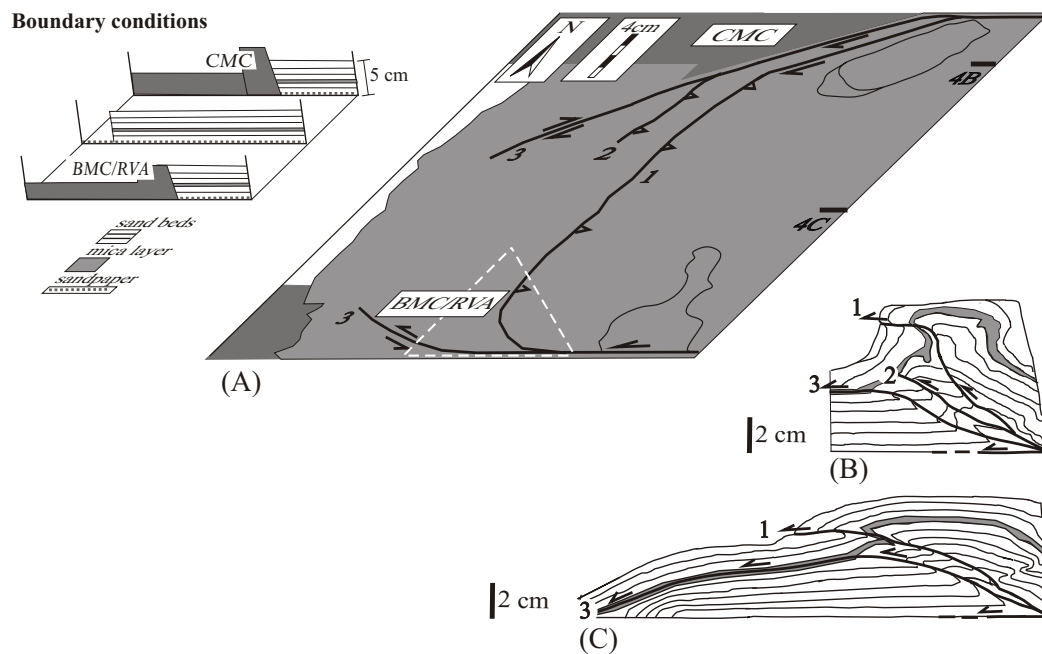 Boundary conditions
CMC
5 cm
BMC/RVA
sand beds
mica layer
sandpaper
N
4cm
CMC
4B
3
2
1
4C
BMC/RVA
3
(A)
1
2
3
2 cm
(B)
1
2 cm
3
(C)